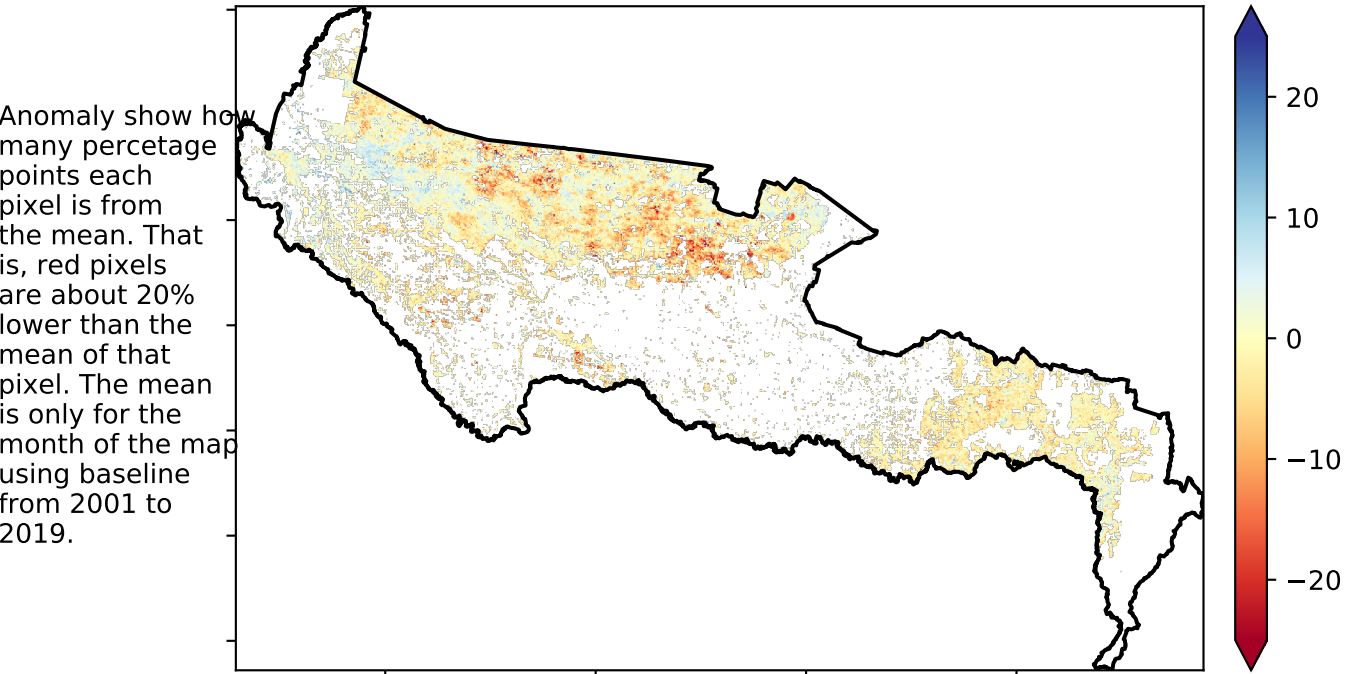 Anomaly show how
many percetage
points each
pixel is from
the mean. That
is, red pixels
are about 20%
lower than the
mean of that
pixel. The mean
is only for the
month of the map
using baseline
from 2001 to
2019.
20
10
0
−10
−20